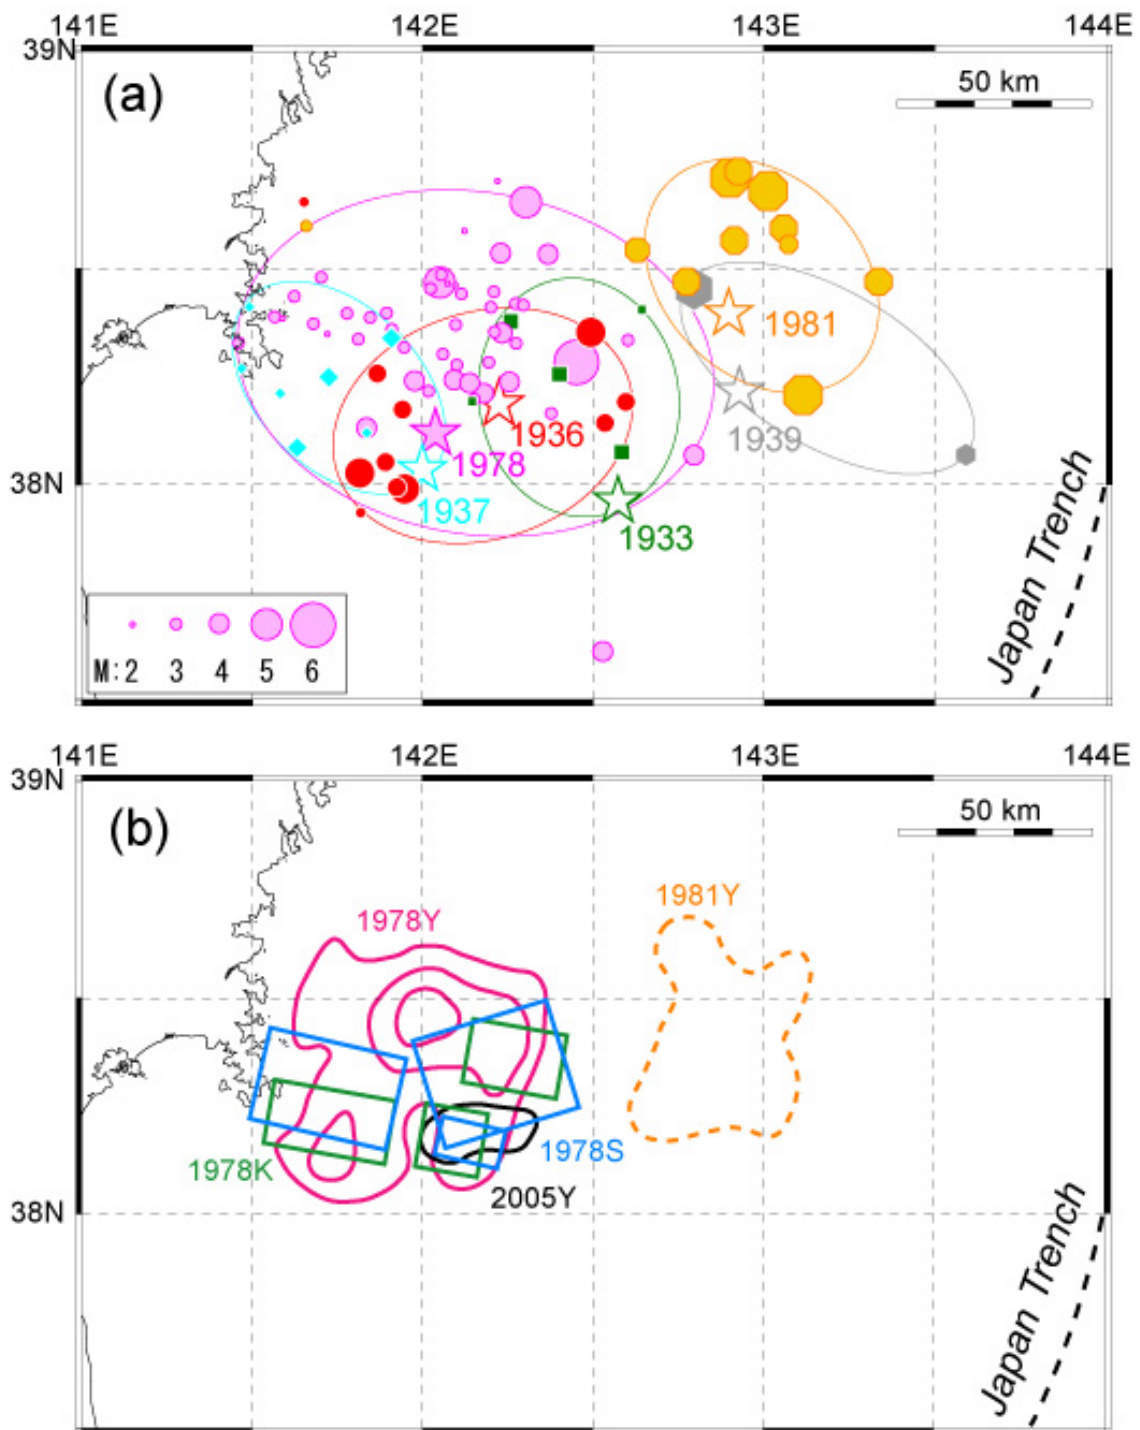 141E 142E 143E 144E
39N
(a)
50 km
1981
1939
1936
1978
1937
1933
38N
Japan Trench
M:2 3 4 5 6
141E 142E 143E 144E
39N
(b)
50 km
1981Y
1978Y
1978S
1978K
2005Y
38N
Japan Trench